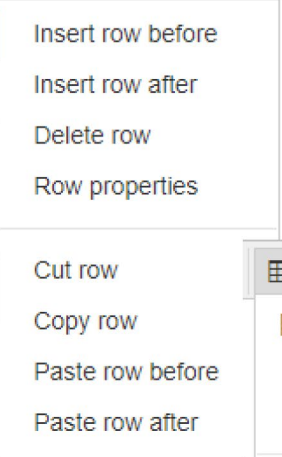 Insert row before
Insert row after
Delete row
Row properties
Cut row
Copy row
Paste row before
Paste row after